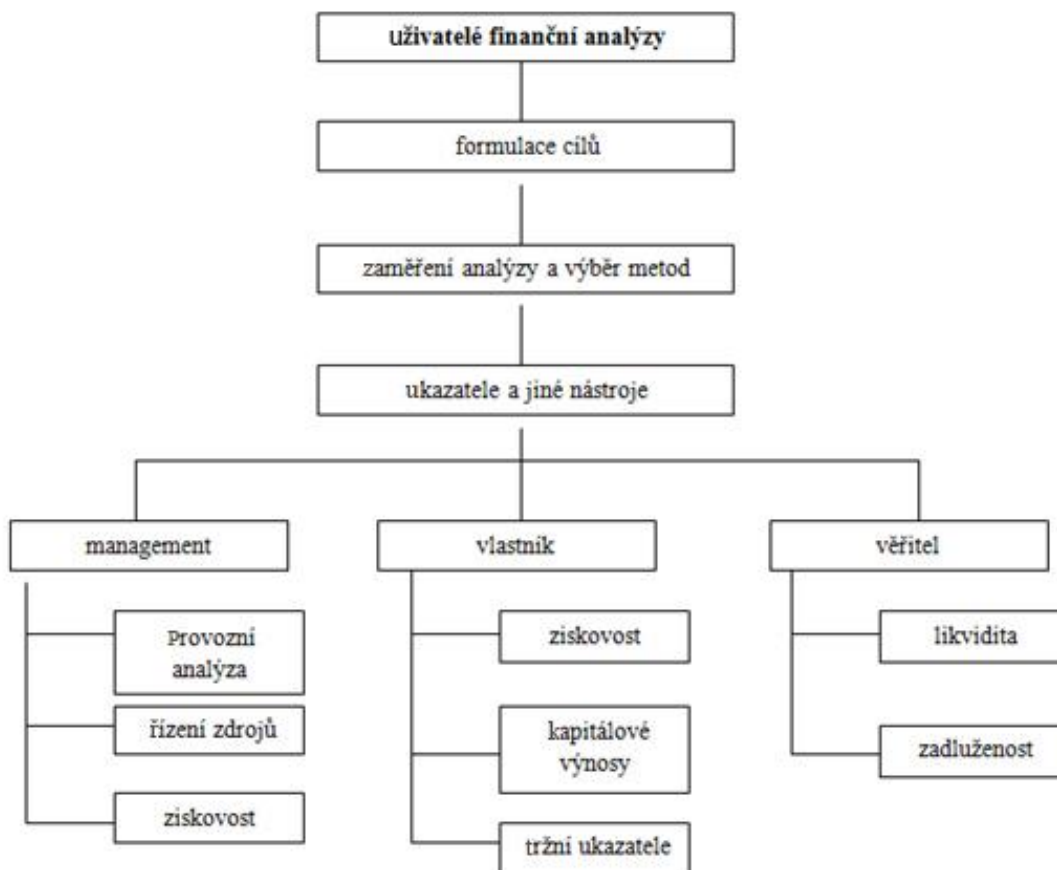 uživatelé finanční analýzy
formulace cílů
zaměření analýzy a výběr metod
ukazatele a jiné nástroje
management
vlastník
věřitel
Provozní
analýza
řízení zdrojů
ziskovost
ziskovost
kapitálové
výnosy
tržní ukazatele
likvidita
zadluženost